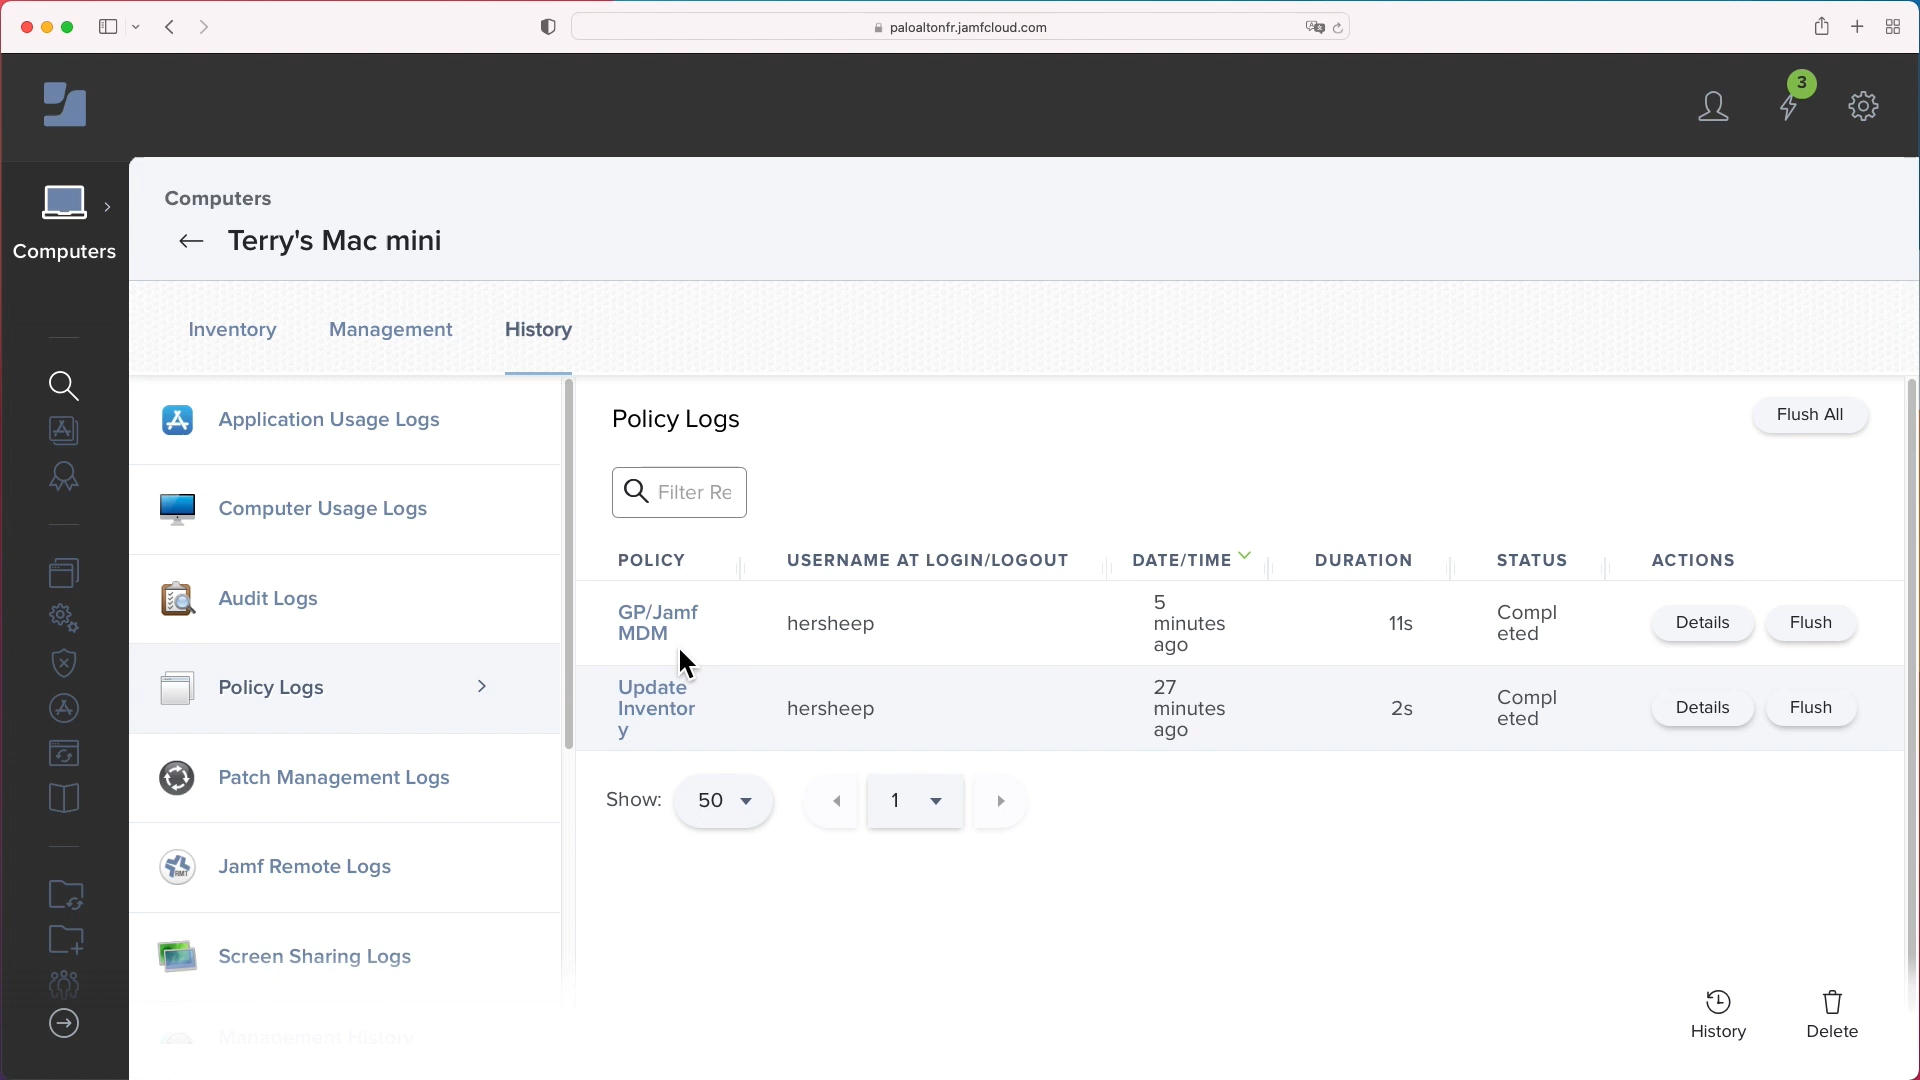 paloaltonfr.jamfcloud.com
3
Computers
Computers
Terry's Mac mini
Inventory
Management
History
Application Usage Logs
Computer Usage Logs
Audit Logs
Policy Logs
Patch Management Logs
Jamf Remote Logs
Screen Sharing Logs
Management History
Policy Logs
Flush All
Filter Re
POLICY
USERNAME AT LOGIN/LOGOUT
DATE/TIME
DURATION
STATUS
ACTIONS
GP/Jamf
MDM
hersheep
5
minutes
ago
11s
Compl
eted
Details
Flush
Update
Inventor
y
hersheep
27
minutes
ago
2s
Compl
eted
Details
Flush
Show:
50
1
History
Delete